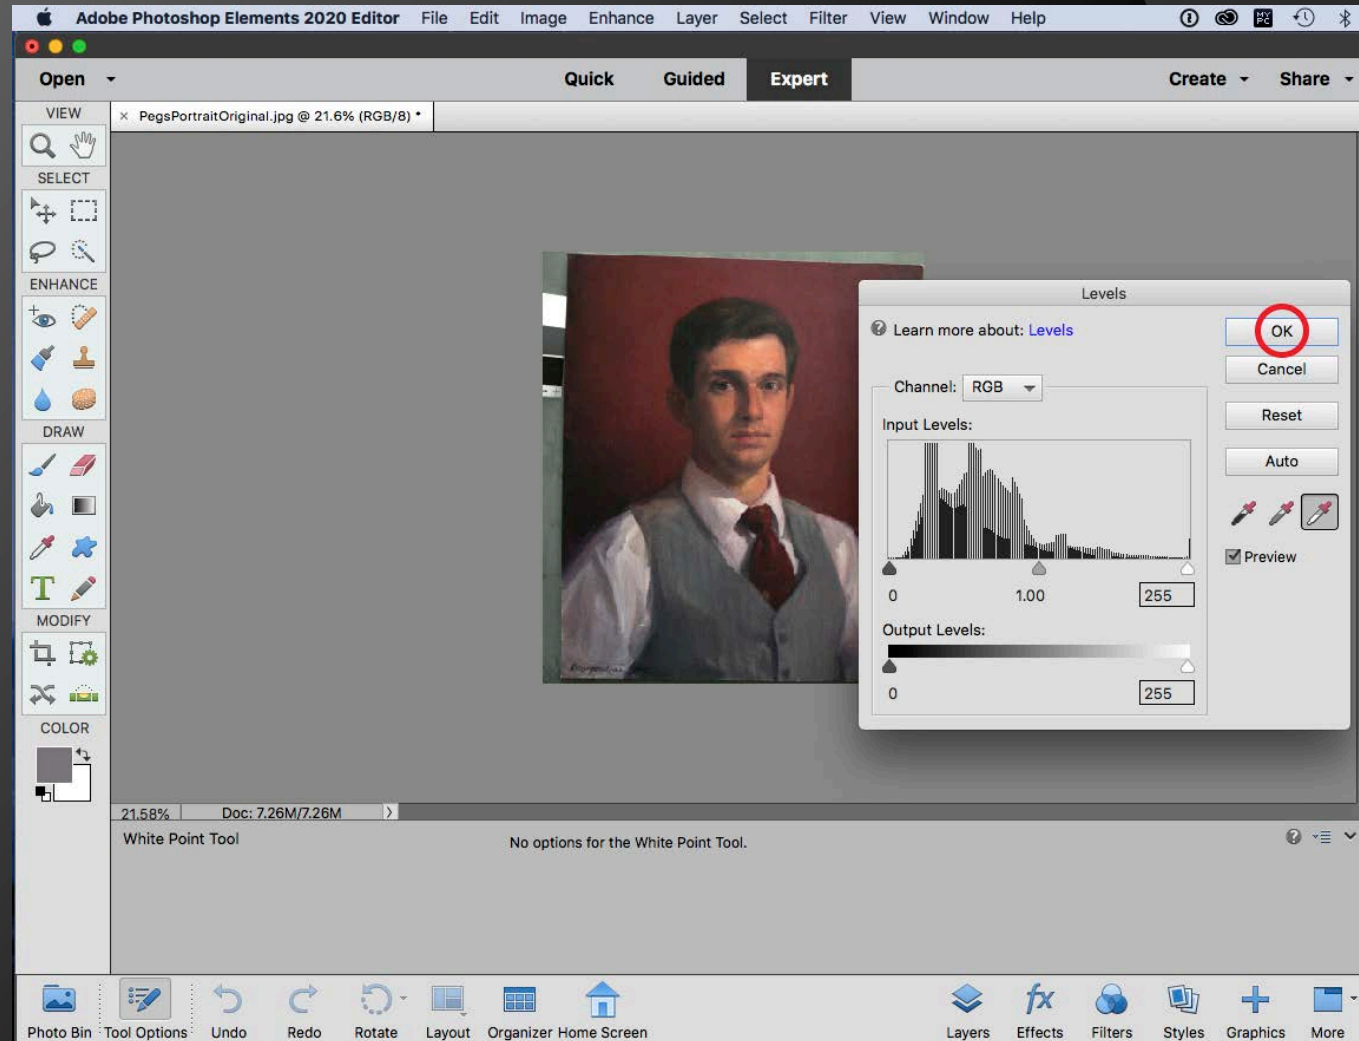 Adobe Photoshop Elements 2020 Editor File Edit Image Enhance Layer Select Filter View Window Help
MY PC
Open Quick Guided Expert Create Share
VIEW
× PegsPortraitOriginal.jpg @ 21.6% (RGB/8) *
SELECT
ENHANCE
DRAW
T
MODIFY
COLOR
Levels
? Learn more about: Levels
OK
Cancel
Channel: RGB
Reset
Input Levels:
Auto
Preview
0 1.00 255
Output Levels:
0 255
21.58% Doc: 7.26M/7.26M >
White Point Tool No options for the White Point Tool. ?
fx
Photo Bin Tool Options Undo Redo Rotate Layout Organizer Home Screen Layers Effects Filters Styles Graphics More